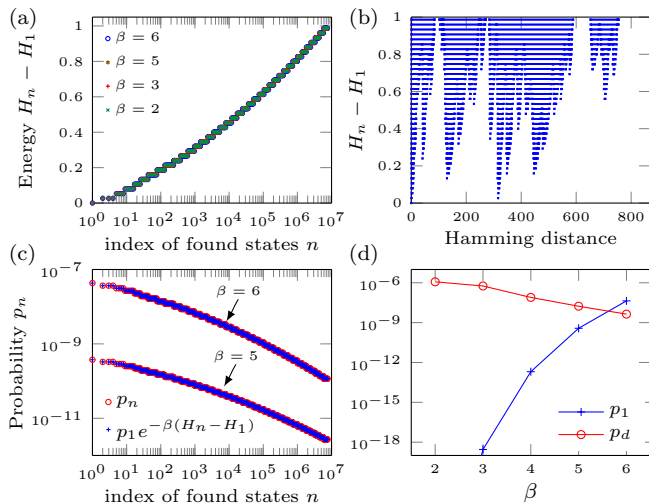 (a)
Energy $H_n - H_1$
1
0.8
0.6
0.4
0.2
0
β = 6
β = 5
β = 3
β = 2
10^0 10^1 10^2 10^3 10^4 10^5 10^6 10^7
index of found states n
(b)
$H_n - H_1$
1
0.8
0.6
0.4
0.2
0
0 200 400 600 800
Hamming distance
(c)
Probability $p_n$
10^−7
10^−9
10^−11
β = 6
β = 5
$p_n$
$p_1 e^{-\beta(H_n - H_1)}$
10^0 10^1 10^2 10^3 10^4 10^5 10^6 10^7
index of found states n
(d)
10^−6
10^−9
10^−12
10^−15
10^−18
$p_1$
$p_d$
2 3 4 5 6
β